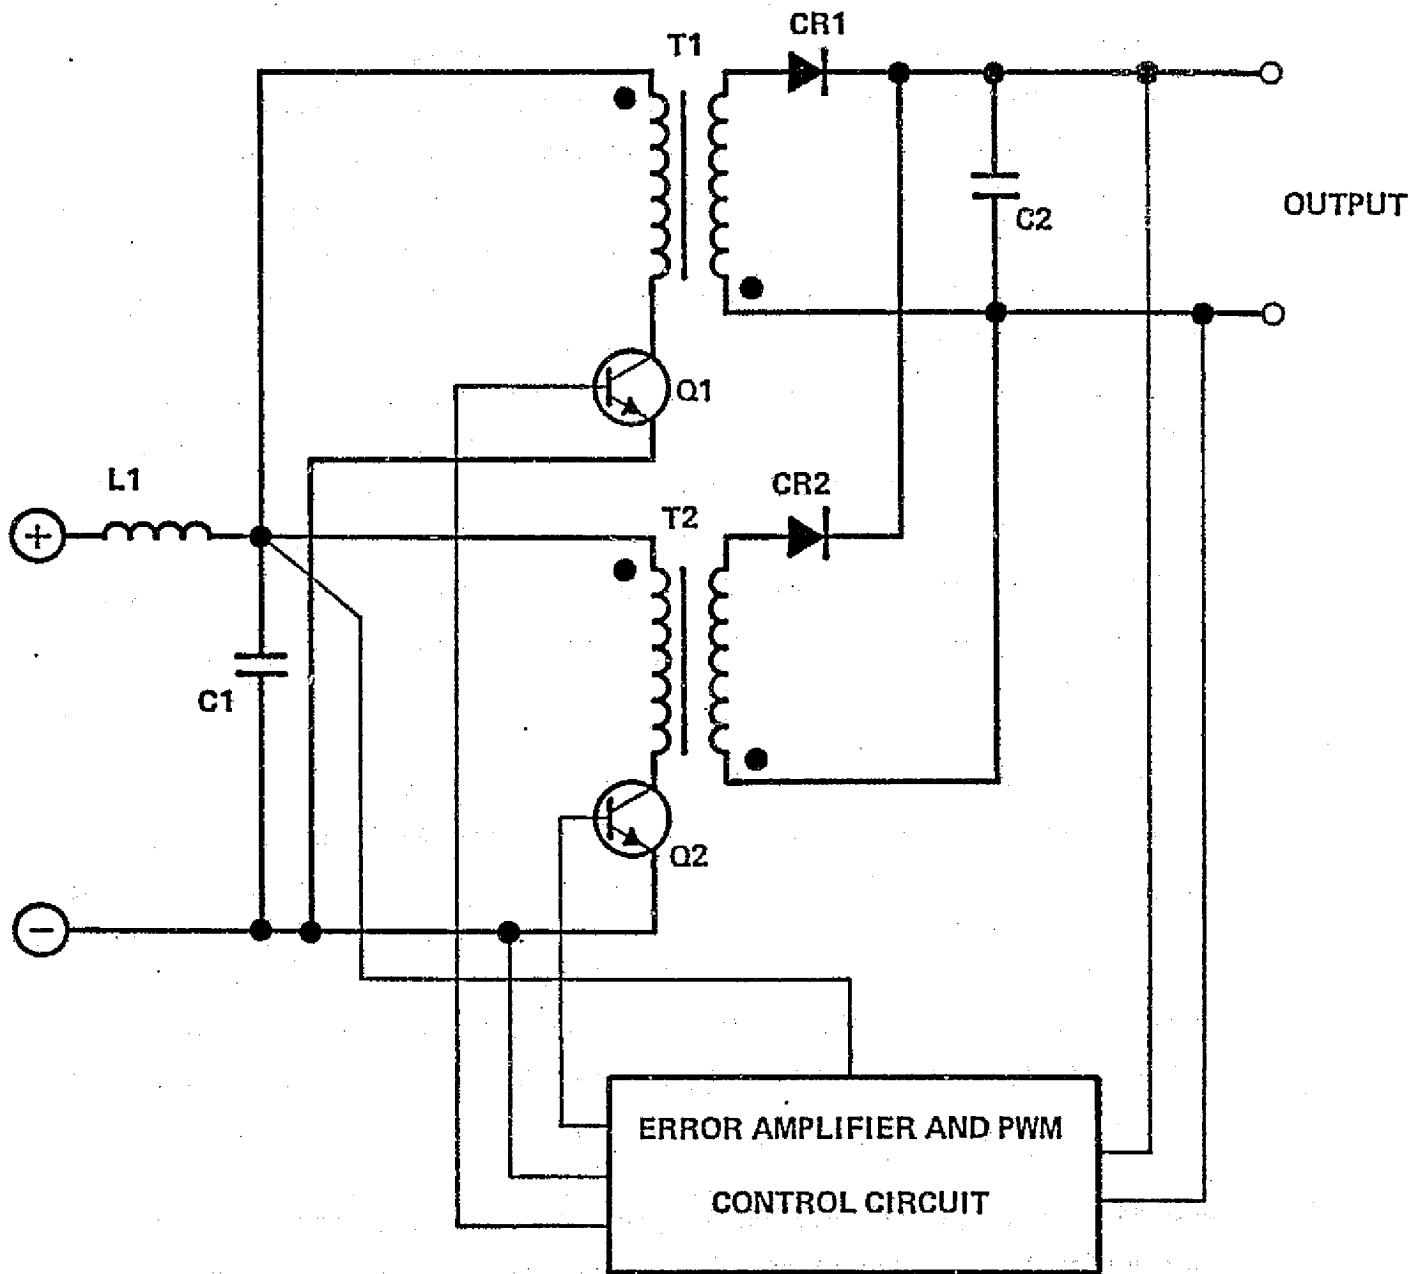 CR1
T1
C2
OUTPUT
Q1
L1
CR2
T2
+
C1
Q2
−
ERROR AMPLIFIER AND PWM
CONTROL CIRCUIT